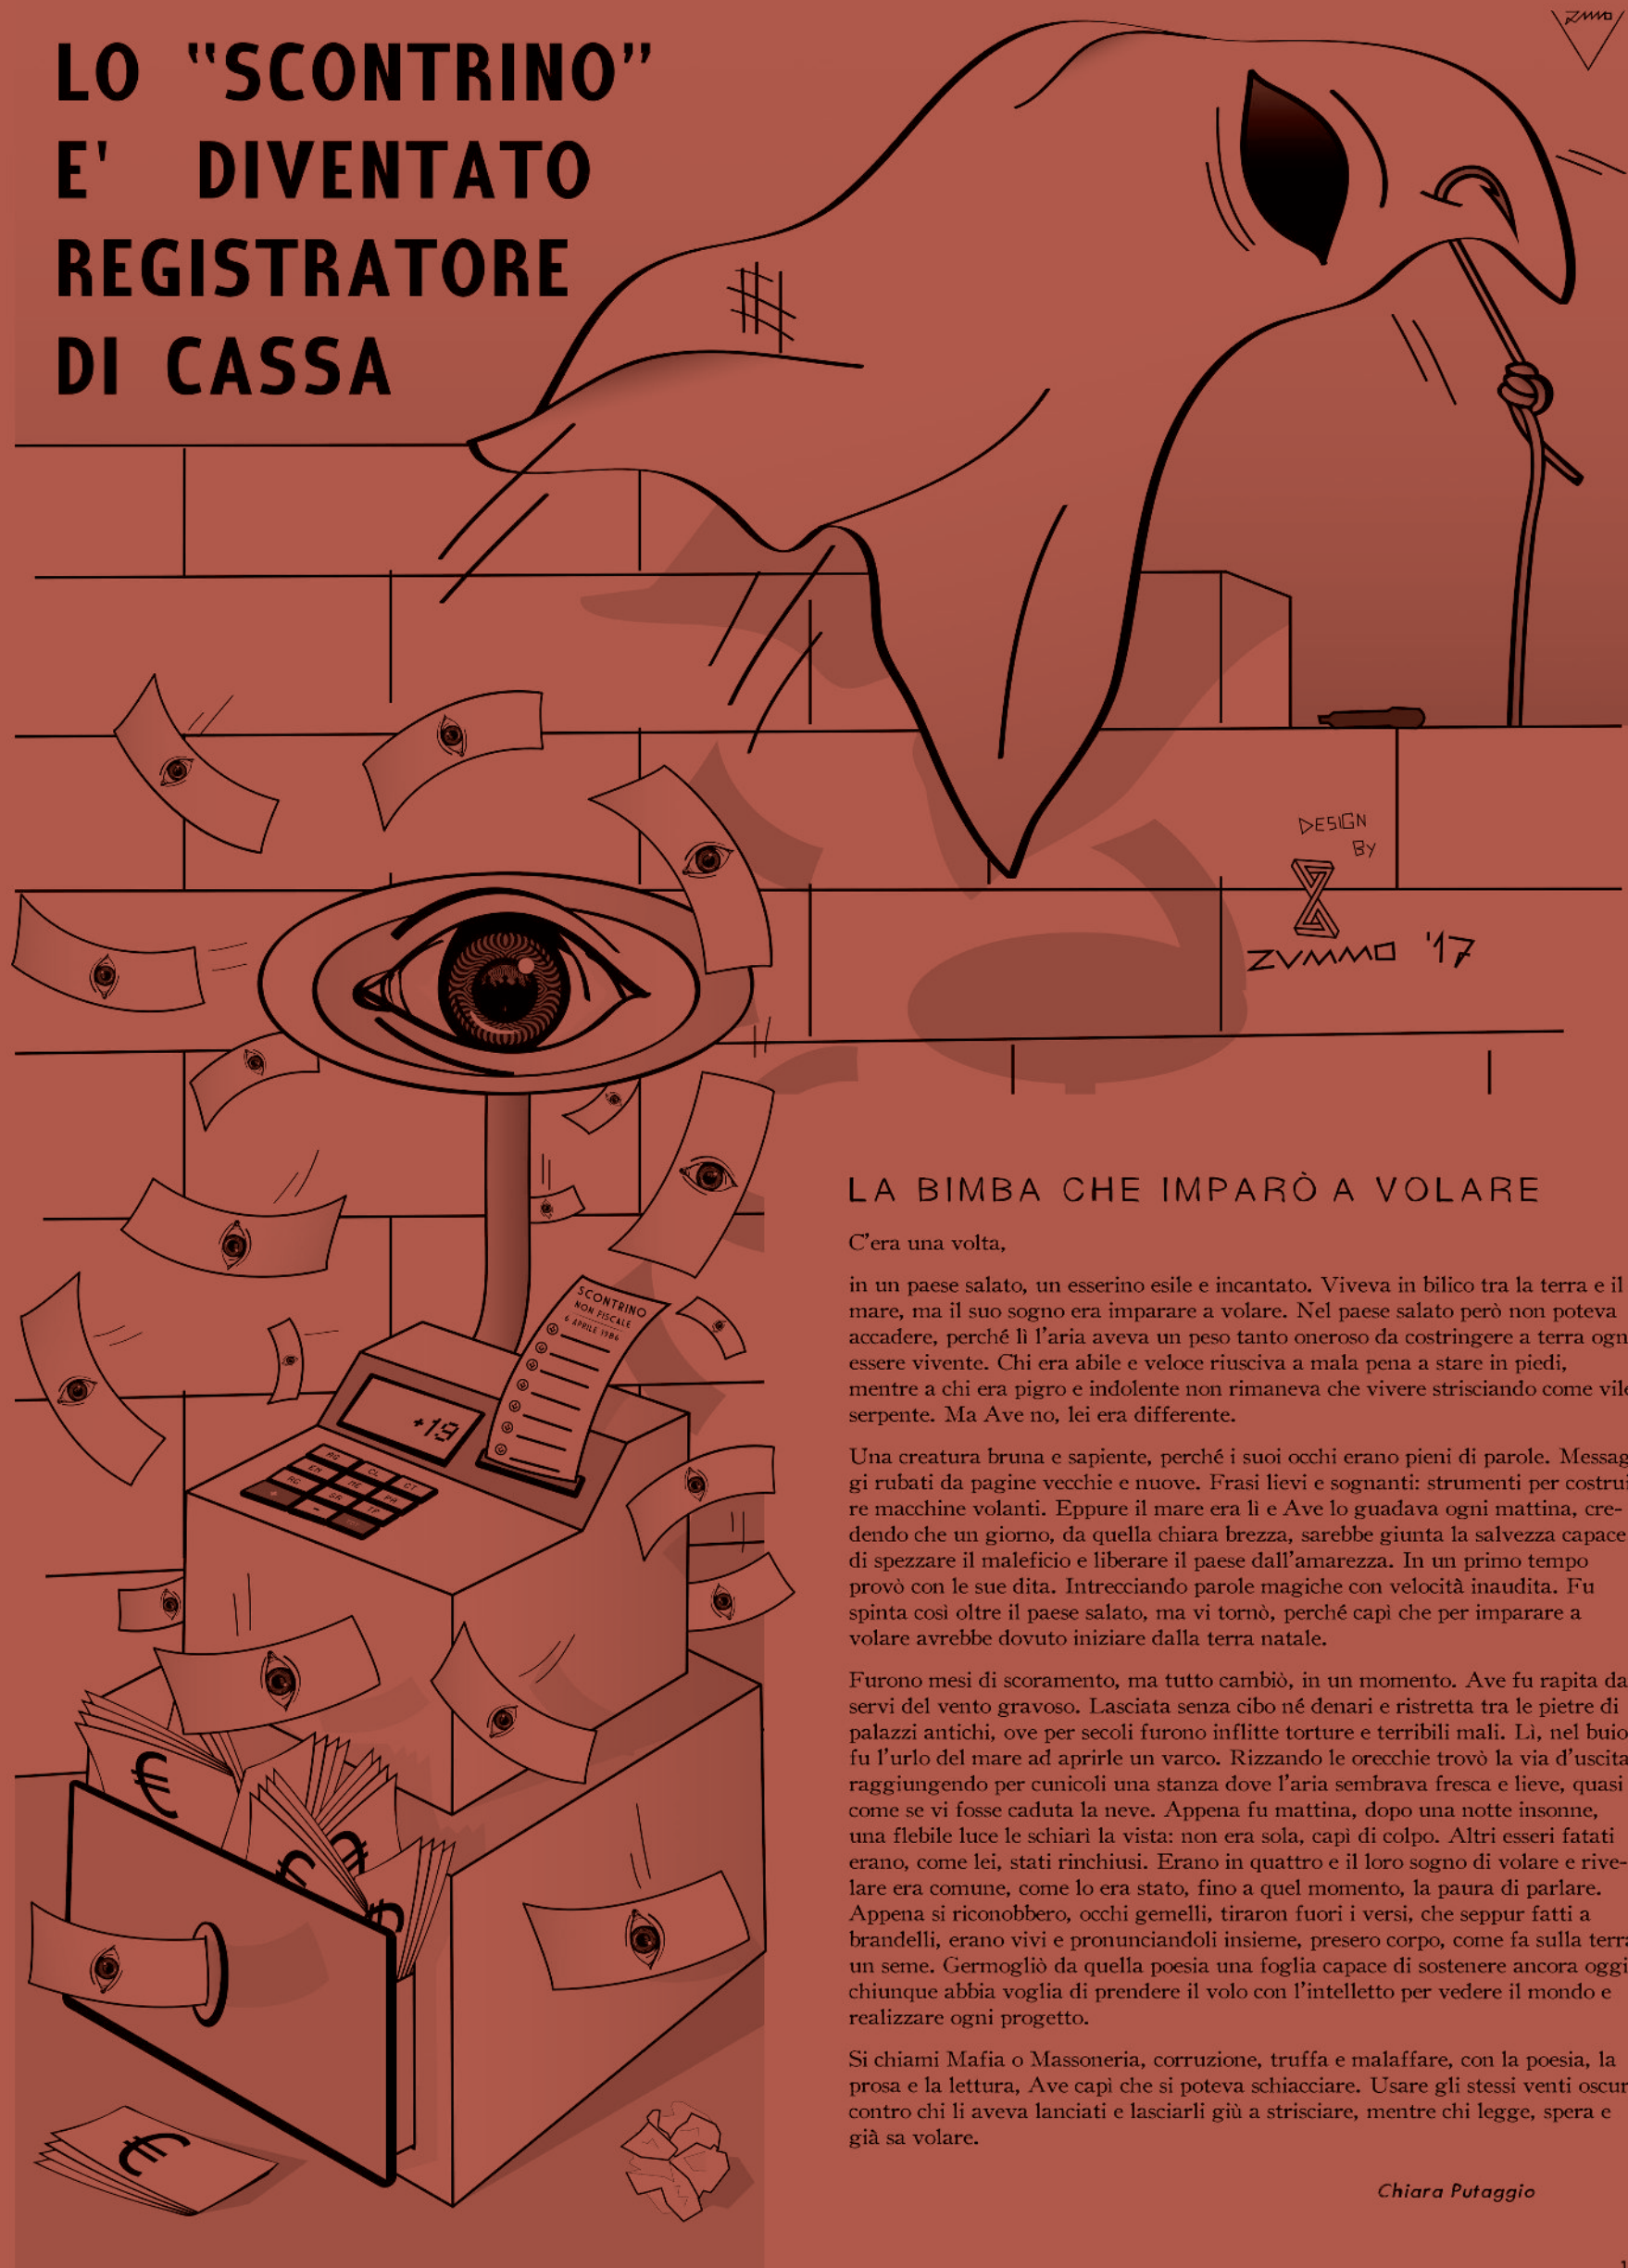 LO "SCONTRINO"
E' DIVENTATO
REGISTRATORE
DI CASSA
ZUMMO
DESIGN
BY
ZUMMO '17
SCONTRINO
NON FISCALE
6 APRILE 1986
+19
AG CL CT
EN ME PA
RG SR TP
+ -
€
€
€
€
€
LA BIMBA CHE IMPARÒ A VOLARE
C'era una volta,
in un paese salato, un esserino esile e incantato. Viveva in bilico tra la terra e il
mare, ma il suo sogno era imparare a volare. Nel paese salato però non poteva
accadere, perché lì l'aria aveva un peso tanto oneroso da costringere a terra ogn
essere vivente. Chi era abile e veloce riusciva a mala pena a stare in piedi,
mentre a chi era pigro e indolente non rimaneva che vivere strisciando come vile
serpente. Ma Ave no, lei era differente.
Una creatura bruna e sapiente, perché i suoi occhi erano pieni di parole. Messag
gi rubati da pagine vecchie e nuove. Frasi lievi e sognanti: strumenti per costrui
re macchine volanti. Eppure il mare era lì e Ave lo guadava ogni mattina, cre-
dendo che un giorno, da quella chiara brezza, sarebbe giunta la salvezza capace
di spezzare il maleficio e liberare il paese dall'amarezza. In un primo tempo
provò con le sue dita. Intrecciando parole magiche con velocità inaudita. Fu
spinta così oltre il paese salato, ma vi tornò, perché capì che per imparare a
volare avrebbe dovuto iniziare dalla terra natale.
Furono mesi di scoramento, ma tutto cambiò, in un momento. Ave fu rapita da
servi del vento gravoso. Lasciata senza cibo né denari e ristretta tra le pietre di
palazzi antichi, ove per secoli furono inflitte torture e terribili mali. Lì, nel buio
fu l'urlo del mare ad aprirle un varco. Rizzando le orecchie trovò la via d'uscita
raggiungendo per cunicoli una stanza dove l'aria sembrava fresca e lieve, quasi
come se vi fosse caduta la neve. Appena fu mattina, dopo una notte insonne,
una flebile luce le schiarì la vista: non era sola, capì di colpo. Altri esseri fatati
erano, come lei, stati rinchiusi. Erano in quattro e il loro sogno di volare e rive-
lare era comune, come lo era stato, fino a quel momento, la paura di parlare.
Appena si riconobbero, occhi gemelli, tiraron fuori i versi, che seppur fatti a
brandelli, erano vivi e pronunciandoli insieme, presero corpo, come fa sulla terra
un seme. Germogliò da quella poesia una foglia capace di sostenere ancora oggi
chiunque abbia voglia di prendere il volo con l'intelletto per vedere il mondo e
realizzare ogni progetto.
Si chiami Mafia o Massoneria, corruzione, truffa e malaffare, con la poesia, la
prosa e la lettura, Ave capì che si poteva schiacciare. Usare gli stessi venti oscur
contro chi li aveva lanciati e lasciarli giù a strisciare, mentre chi legge, spera e
già sa volare.
Chiara Putaggio